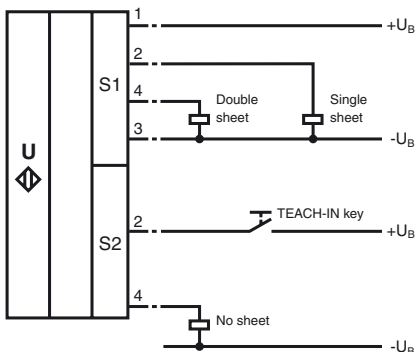 1
+UB
2
S1
4
Double
sheet
Single
sheet
3
-UB
U
2
TEACH-IN key
+UB
S2
4
No sheet
-UB